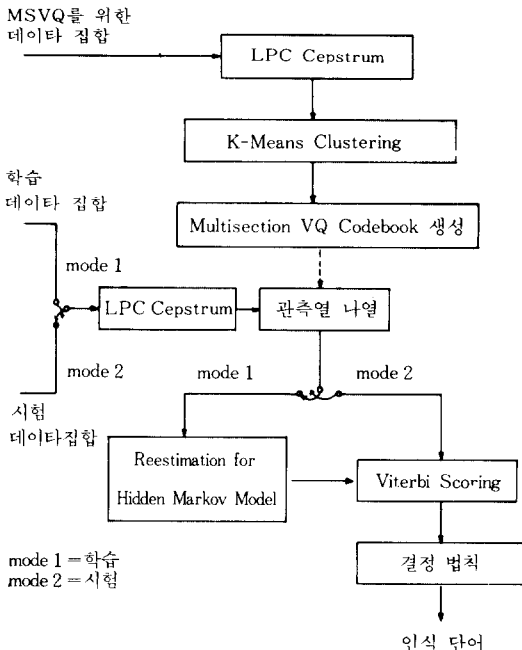 MSVQ를 위한
데이타 집합
LPC Cepstrum
K-Means Clustering
학습
데이타 집합
Multisection VQ Codebook 생성
mode 1
LPC Cepstrum
관측열 나열
mode 2
mode 1
mode 2
시험
데이타집합
Reestimation for
Hidden Markov Model
Viterbi Scoring
mode 1 = 학습
mode 2 = 시험
결정 법칙
인식 단어